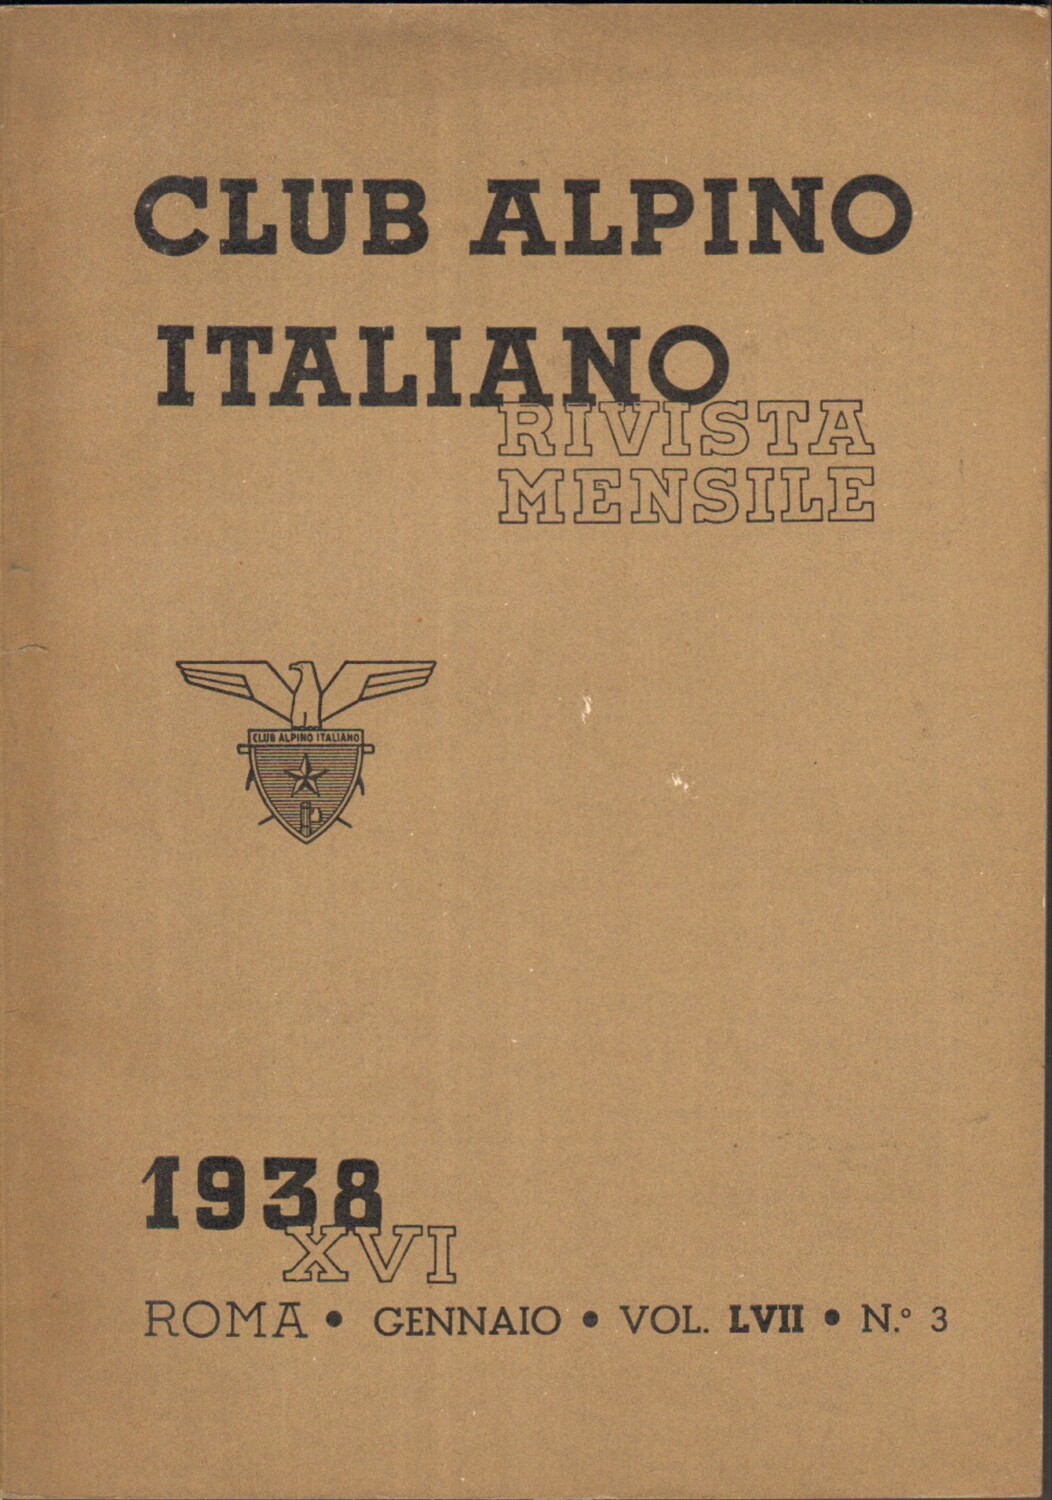 CLUB ALPINO
ITALIANO
RIVISTA
MENSILE
CLUB ALPINO ITALIANO
1938
XVI
ROMA • GENNAIO • VOL. LVII • N.° 3